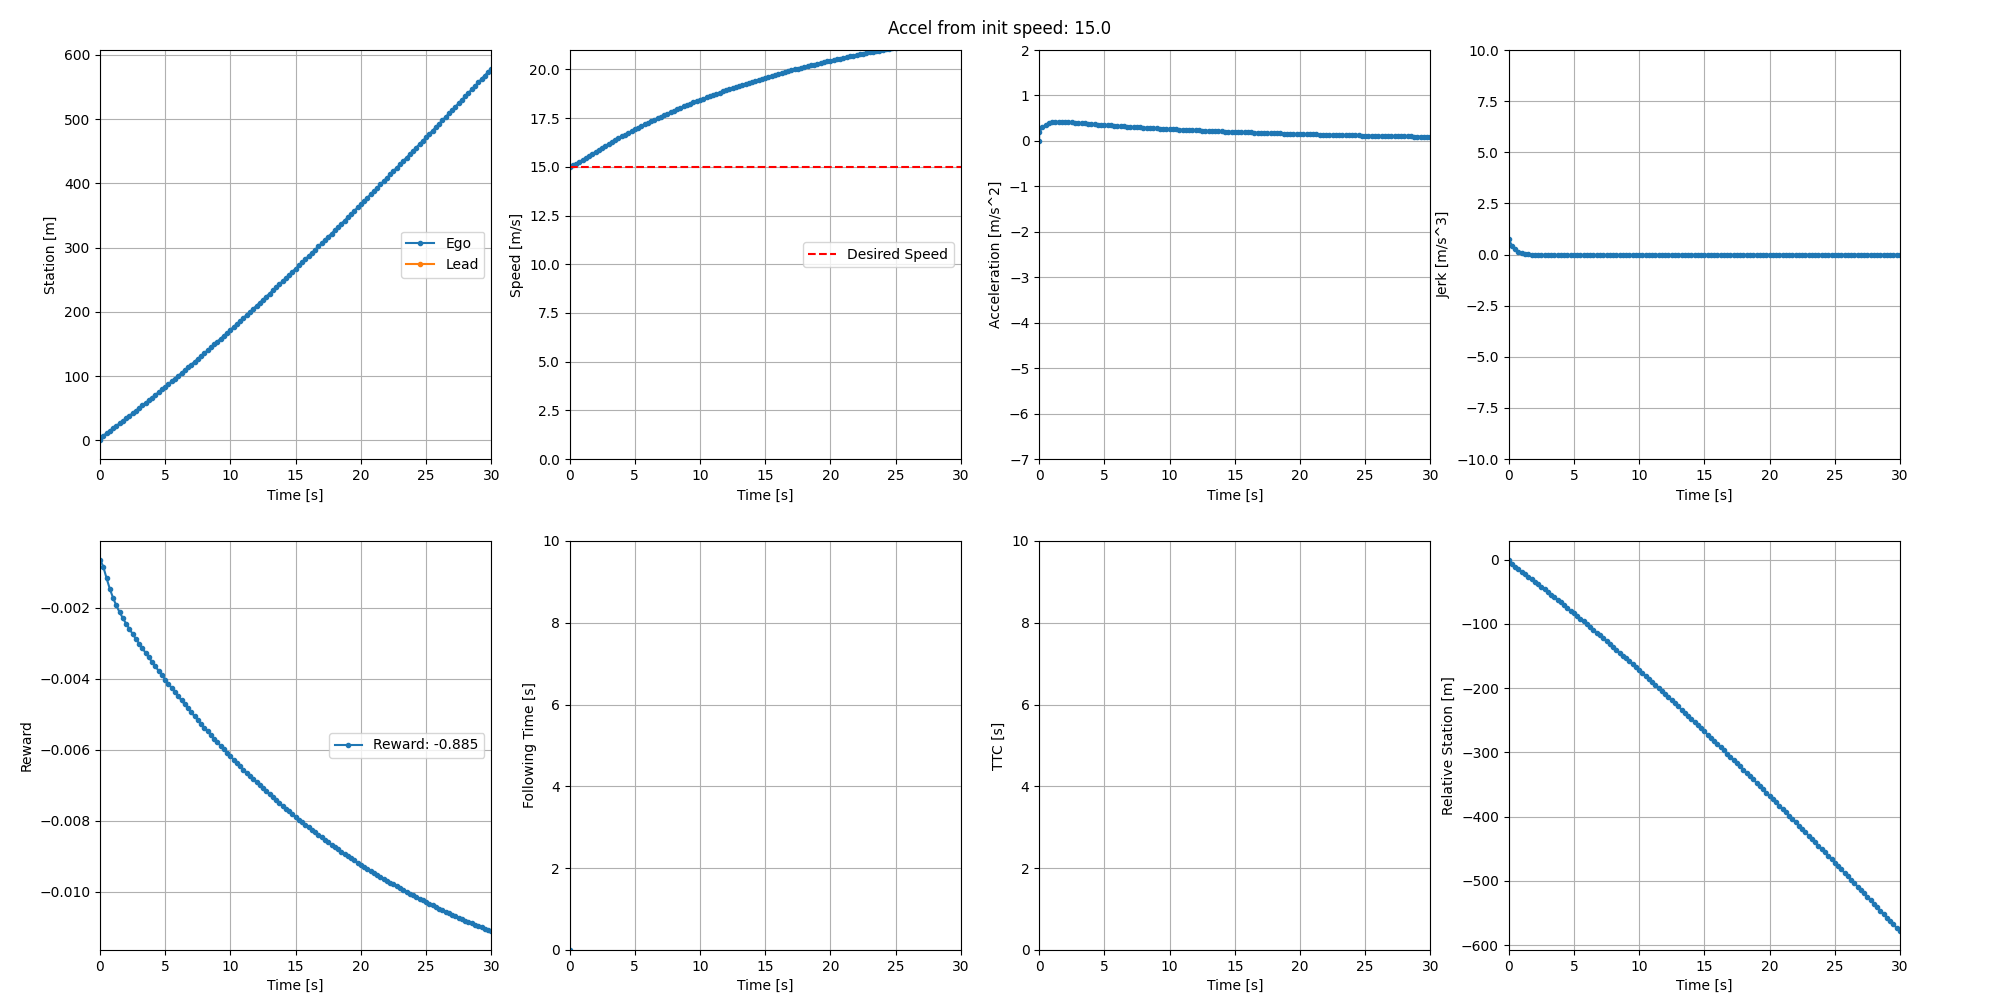 Accel from init speed: 15.0
600
500
400
300
200
100
0
Station [m]
Ego
Lead
0 5 10 15 20 25 30
Time [s]
20.0
17.5
15.0
12.5
10.0
7.5
5.0
2.5
0.0
Speed [m/s]
Desired Speed
0 5 10 15 20 25 30
Time [s]
2
1
0
−1
−2
−3
−4
−5
−6
−7
Acceleration [m/s^2]
0 5 10 15 20 25 30
Time [s]
10.0
7.5
5.0
2.5
0.0
−2.5
−5.0
−7.5
−10.0
Jerk [m/s^3]
0 5 10 15 20 25 30
Time [s]
−0.002
−0.004
−0.006
−0.008
−0.010
Reward
Reward: -0.885
0 5 10 15 20 25 30
Time [s]
10
8
6
4
2
0
Following Time [s]
0 5 10 15 20 25 30
Time [s]
10
8
6
4
2
0
TTC [s]
0 5 10 15 20 25 30
Time [s]
0
−100
−200
−300
−400
−500
−600
Relative Station [m]
0 5 10 15 20 25 30
Time [s]